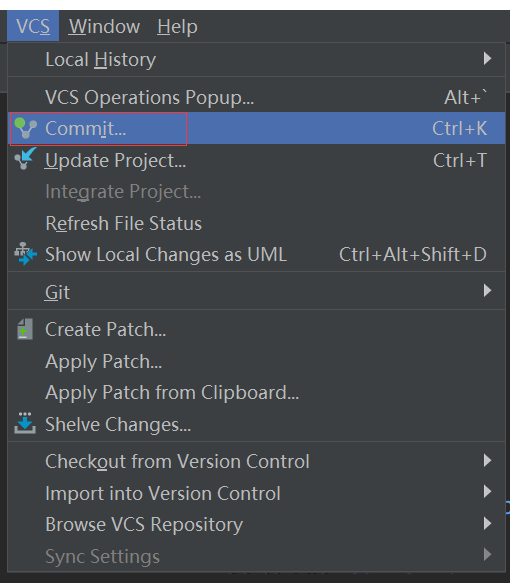 VCS Window Help
Local History
VCS Operations Popup... Alt+`
Commit... Ctrl+K
Update Project... Ctrl+T
Integrate Project...
Refresh File Status
Show Local Changes as UML Ctrl+Alt+Shift+D
Git
Create Patch...
Apply Patch...
Apply Patch from Clipboard...
Shelve Changes...
Checkout from Version Control
Import into Version Control
Browse VCS Repository
Sync Settings